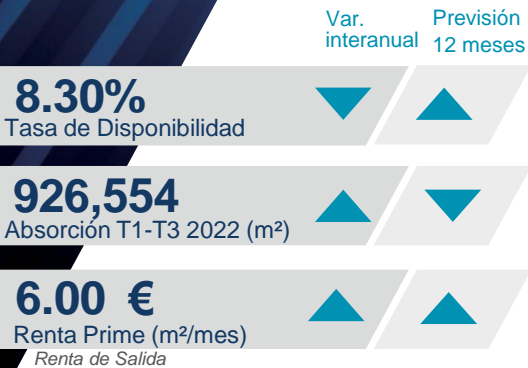 Var.
interanual
Previsión
12 meses
8.30%
Tasa de Disponibilidad
926,554
Absorción T1-T3 2022 (m²)
6.00 €
Renta Prime (m²/mes)
Renta de Salida